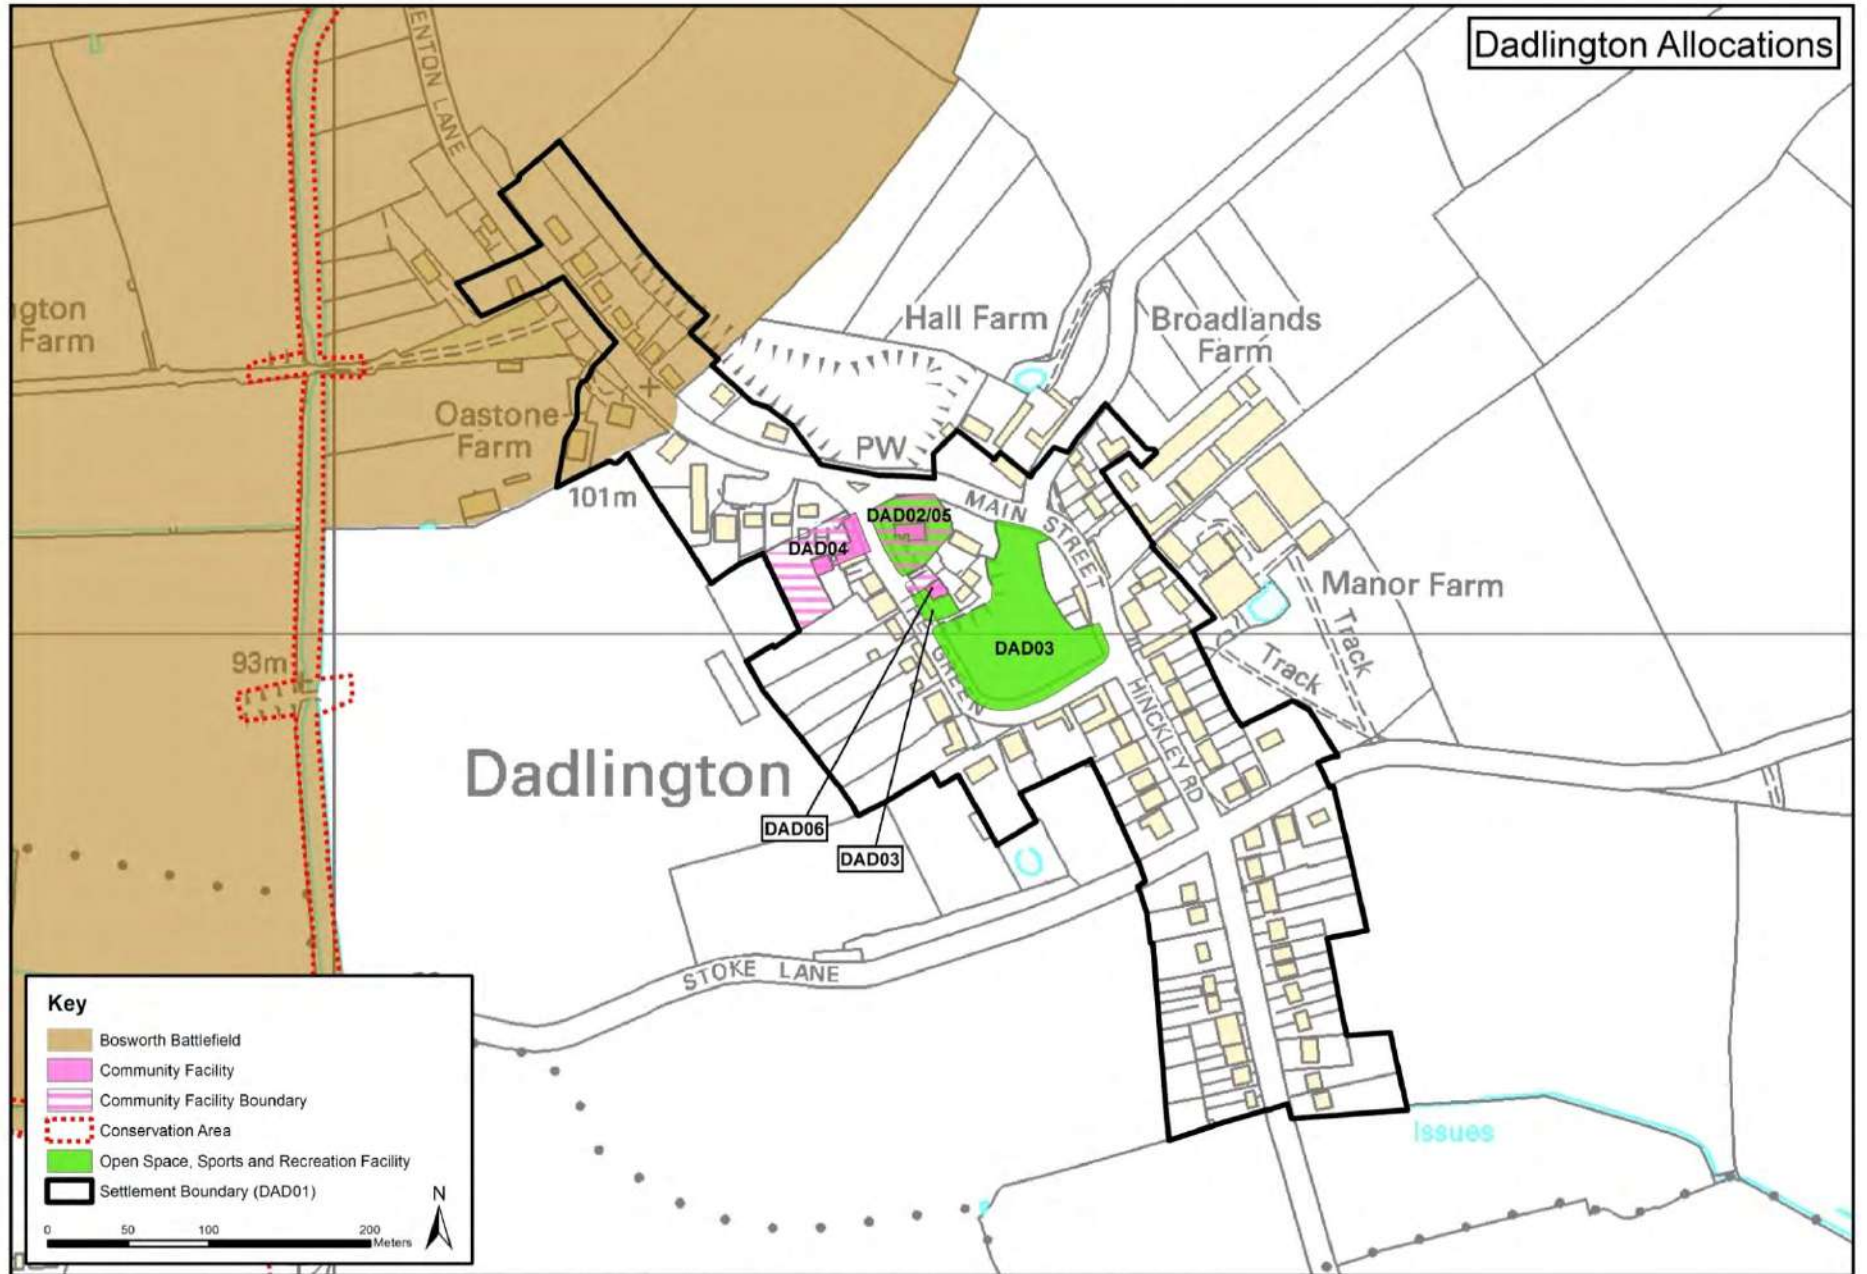 Dadlington Allocations
ENTON LANE
gton
Farm
Hall Farm
Broadlands
Farm
Oastone
Farm
PW
101m
MAIN STREET
DAD02/05
PH
DAD04
Manor Farm
Track
Track
DAD03
93m
GREEN
HINCKLEY RD
Dadlington
DAD06
DAD03
STOKE LANE
Issues
Key
Bosworth Battlefield
Community Facility
Community Facility Boundary
Conservation Area
Open Space, Sports and Recreation Facility
Settlement Boundary (DAD01)
N
0 50 100 200
Meters